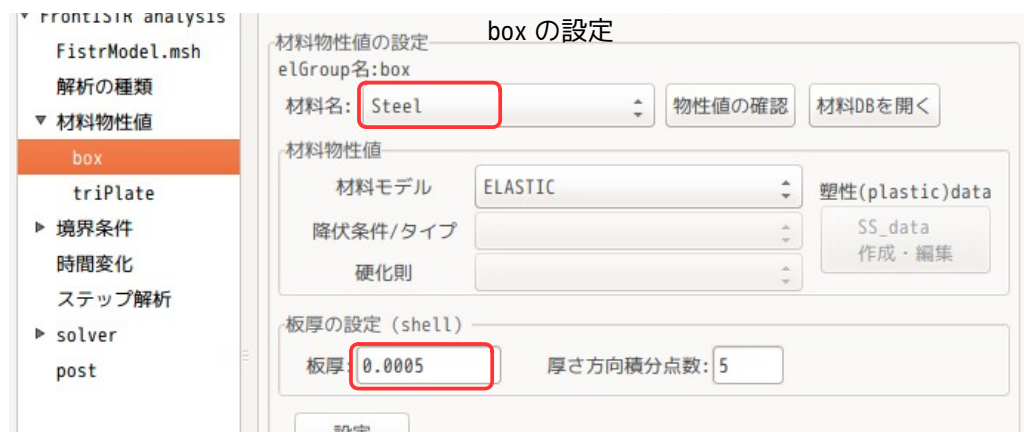 FrontISTR analysis
FistrModel.msh
解析の種類
材料物性値
box
triPlate
境界条件
時間変化
ステップ解析
solver
post
box の設定
材料物性値の設定
elGroup名:box
材料名: Steel 物性値の確認 材料DBを開く
材料物性値
材料モデル ELASTIC 塑性(plastic)data
降伏条件/タイプ SS_data
作成・編集
硬化則
板厚の設定 (shell)
板厚: 0.0005 厚さ方向積分点数: 5
設定